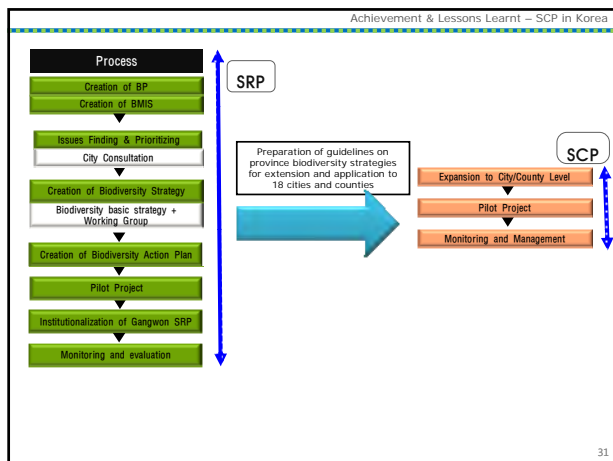 Achievement & Lessons Learnt – SCP in Korea
Process
SRP
Creation of BP
Creation of BMIS
Issues Finding & Prioritizing
City Consultation
Creation of Biodiversity Strategy
Biodiversity basic strategy +
Working Group
Creation of Biodiversity Action Plan
Pilot Project
Institutionalization of Gangwon SRP
Monitoring and evaluation
Preparation of guidelines on
province biodiversity strategies
for extension and application to
18 cities and counties
SCP
Expansion to City/County Level
Pilot Project
Monitoring and Management
31